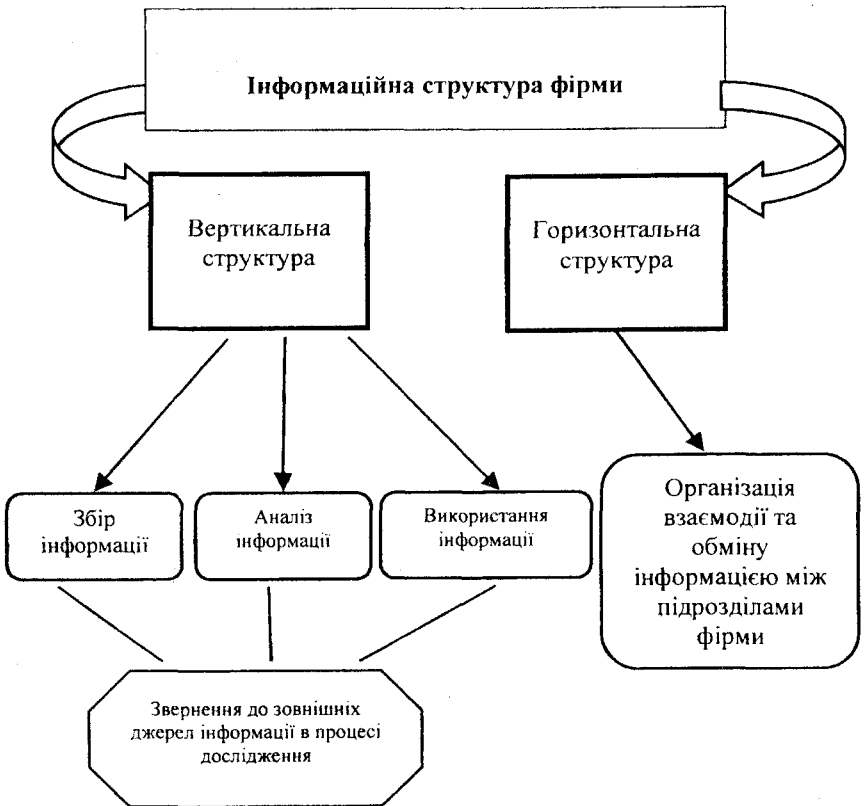 Інформаційна структура фірми
Вертикальна
структура
Горизонтальна
структура
Збір
інформації
Аналіз
інформації
Використання
інформації
Організація
взаємодії та
обміну
інформацією між
підрозділами
фірми
Звернення до зовнішніх
джерел інформації в процесі
дослідження